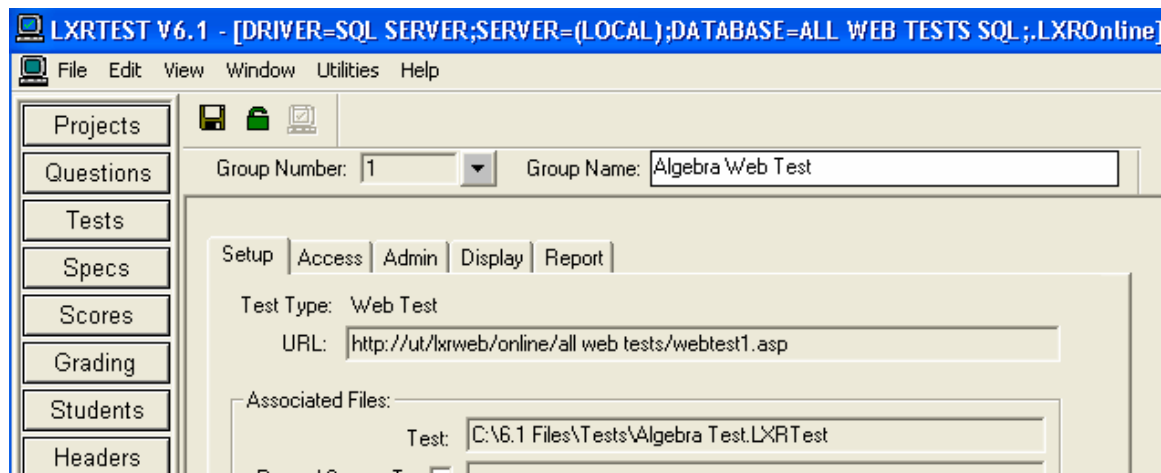 LXRTEST V6.1 - [DRIVER=SQL SERVER;SERVER=(LOCAL);DATABASE=ALL WEB TESTS SQL;.LXROnline]
File Edit View Window Utilities Help
Projects
Group Number: 1 Group Name: Algebra Web Test
Questions
Tests
Specs
Scores
Grading
Students
Headers
Setup Access Admin Display Report
Test Type: Web Test
URL: http://ut/lxrweb/online/all web tests/webtest1.asp
Associated Files:
Test: C:\6.1 Files\Tests\Algebra Test.LXRTest